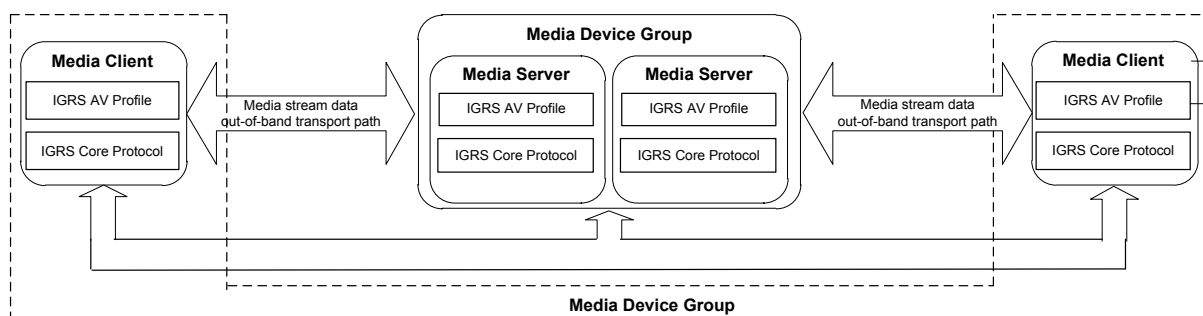 Media Device Group
Media Client
IGRS AV Profile
IGRS Core Protocol
Media stream data
out-of-band transport path
Media Server
IGRS AV Profile
IGRS Core Protocol
Media Server
IGRS AV Profile
IGRS Core Protocol
Media stream data
out-of-band transport path
Media Client
IGRS AV Profile
IGRS Core Protocol
Media Device Group